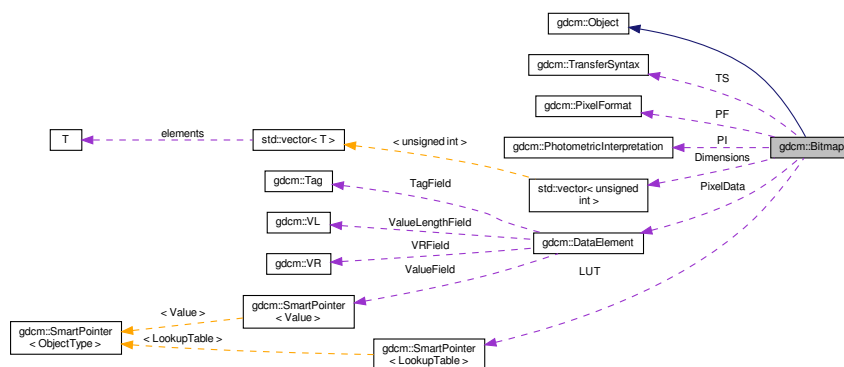 gdcm::Object
gdcm::TransferSyntax
TS
gdcm::PixelFormat
PF
T
elements
std::vector< T >
< unsigned int >
gdcm::PhotometricInterpretation
PI
gdcm::Bitmap
Dimensions
gdcm::Tag
TagField
std::vector< unsigned
int >
PixelData
gdcm::VL
ValueLengthField
gdcm::DataElement
gdcm::VR
VRField
ValueField
LUT
gdcm::SmartPointer
< Value >
< Value >
gdcm::SmartPointer
< ObjectType >
< LookupTable >
gdcm::SmartPointer
< LookupTable >